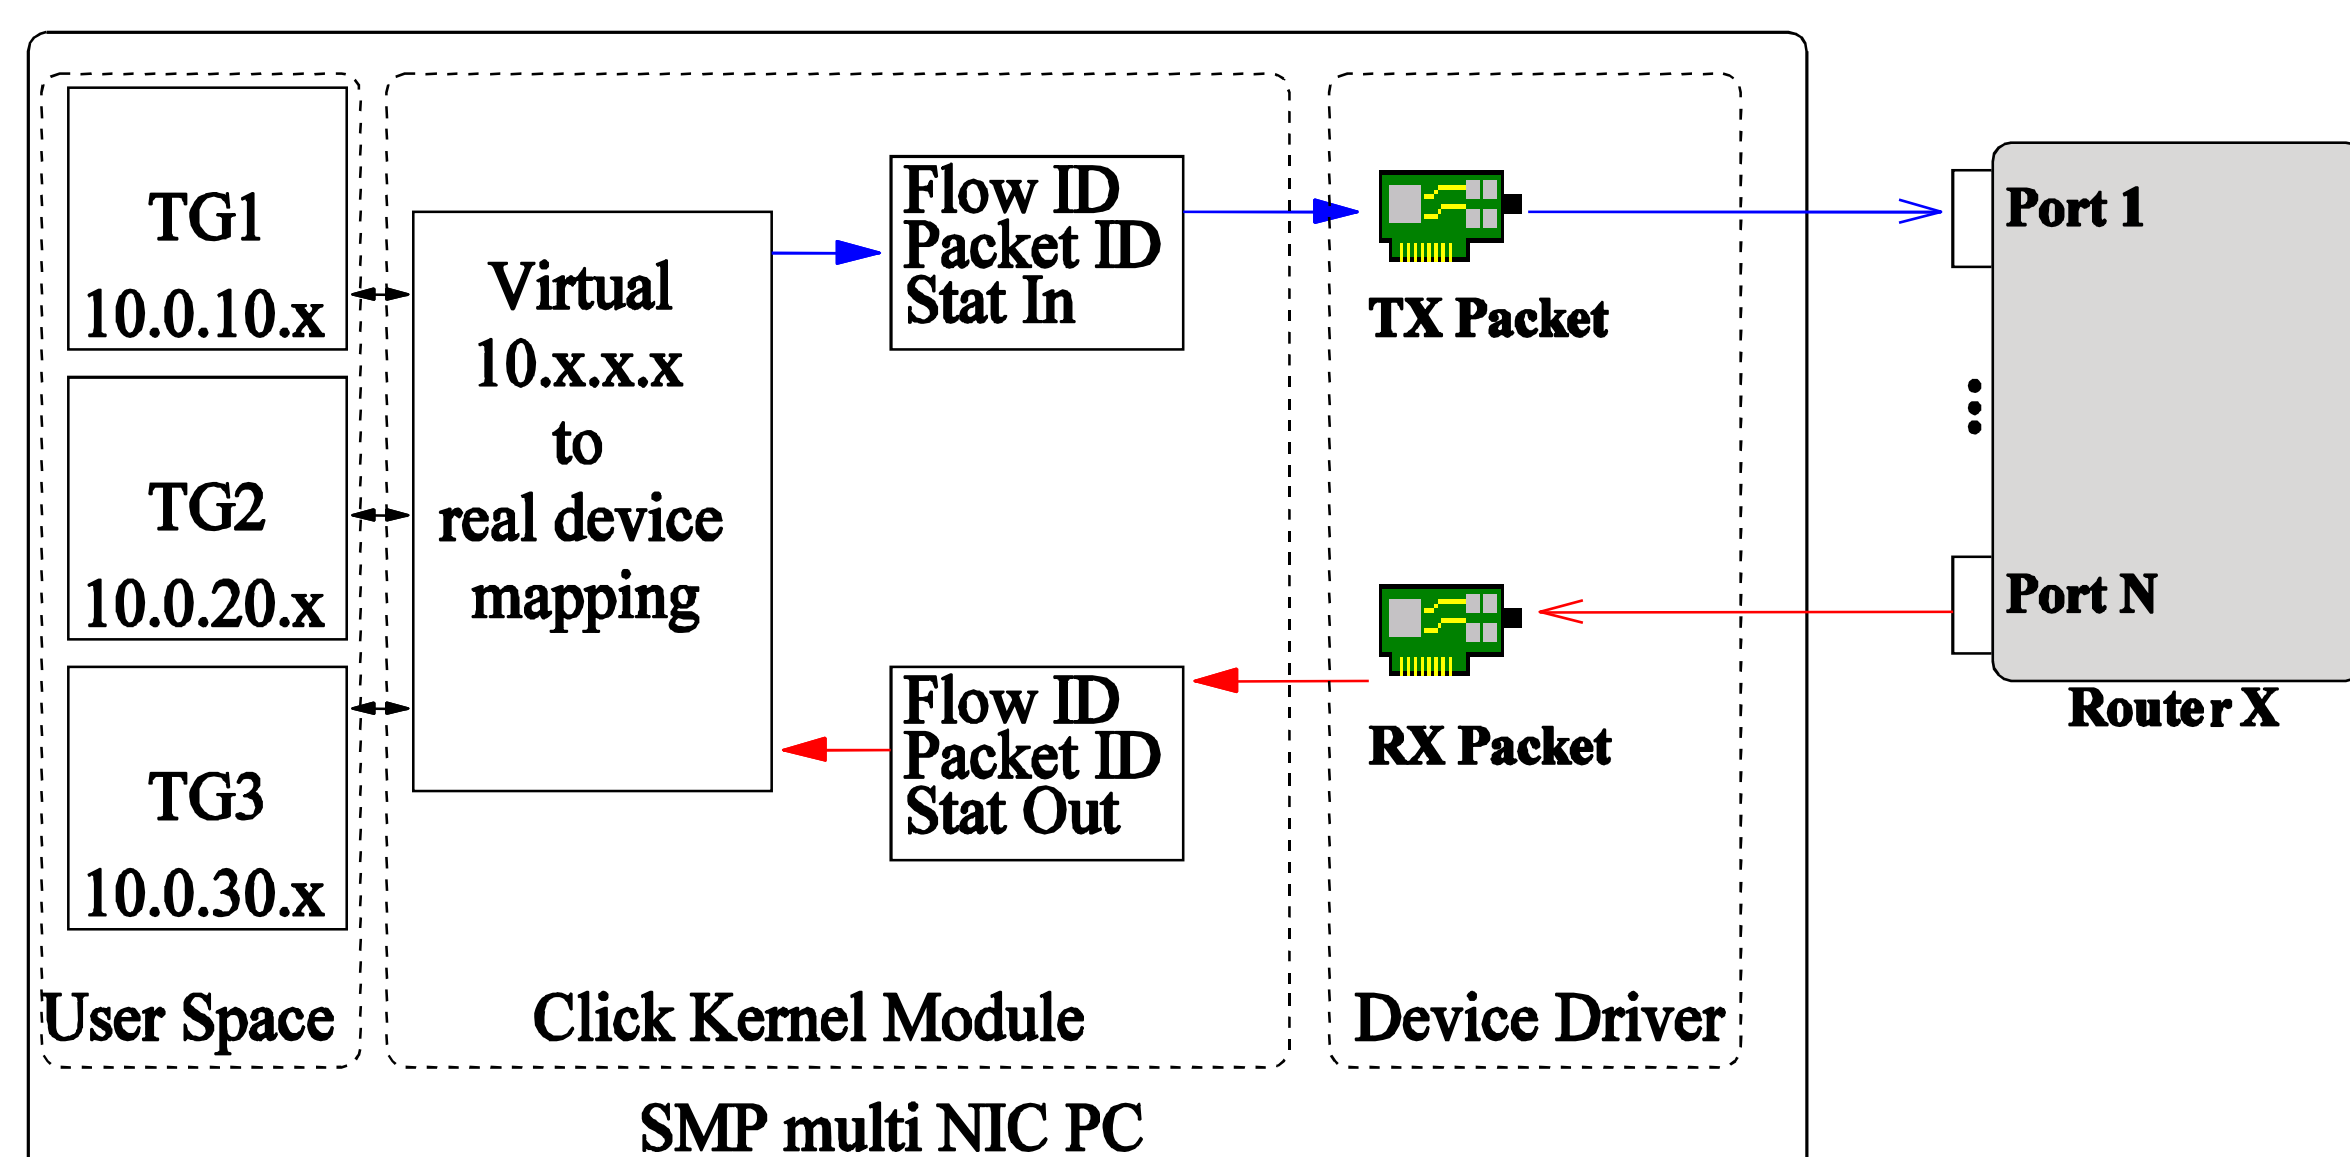 TG1
10.0.10.x
TG2
10.0.20.x
TG3
10.0.30.x
User Space
Virtual
10.x.x.x
to
real device
mapping
Flow ID
Packet ID
Stat In
Flow ID
Packet ID
Stat Out
Click Kernel Module
TX Packet
RX Packet
Device Driver
Port 1
Port N
Router X
SMP multi NIC PC